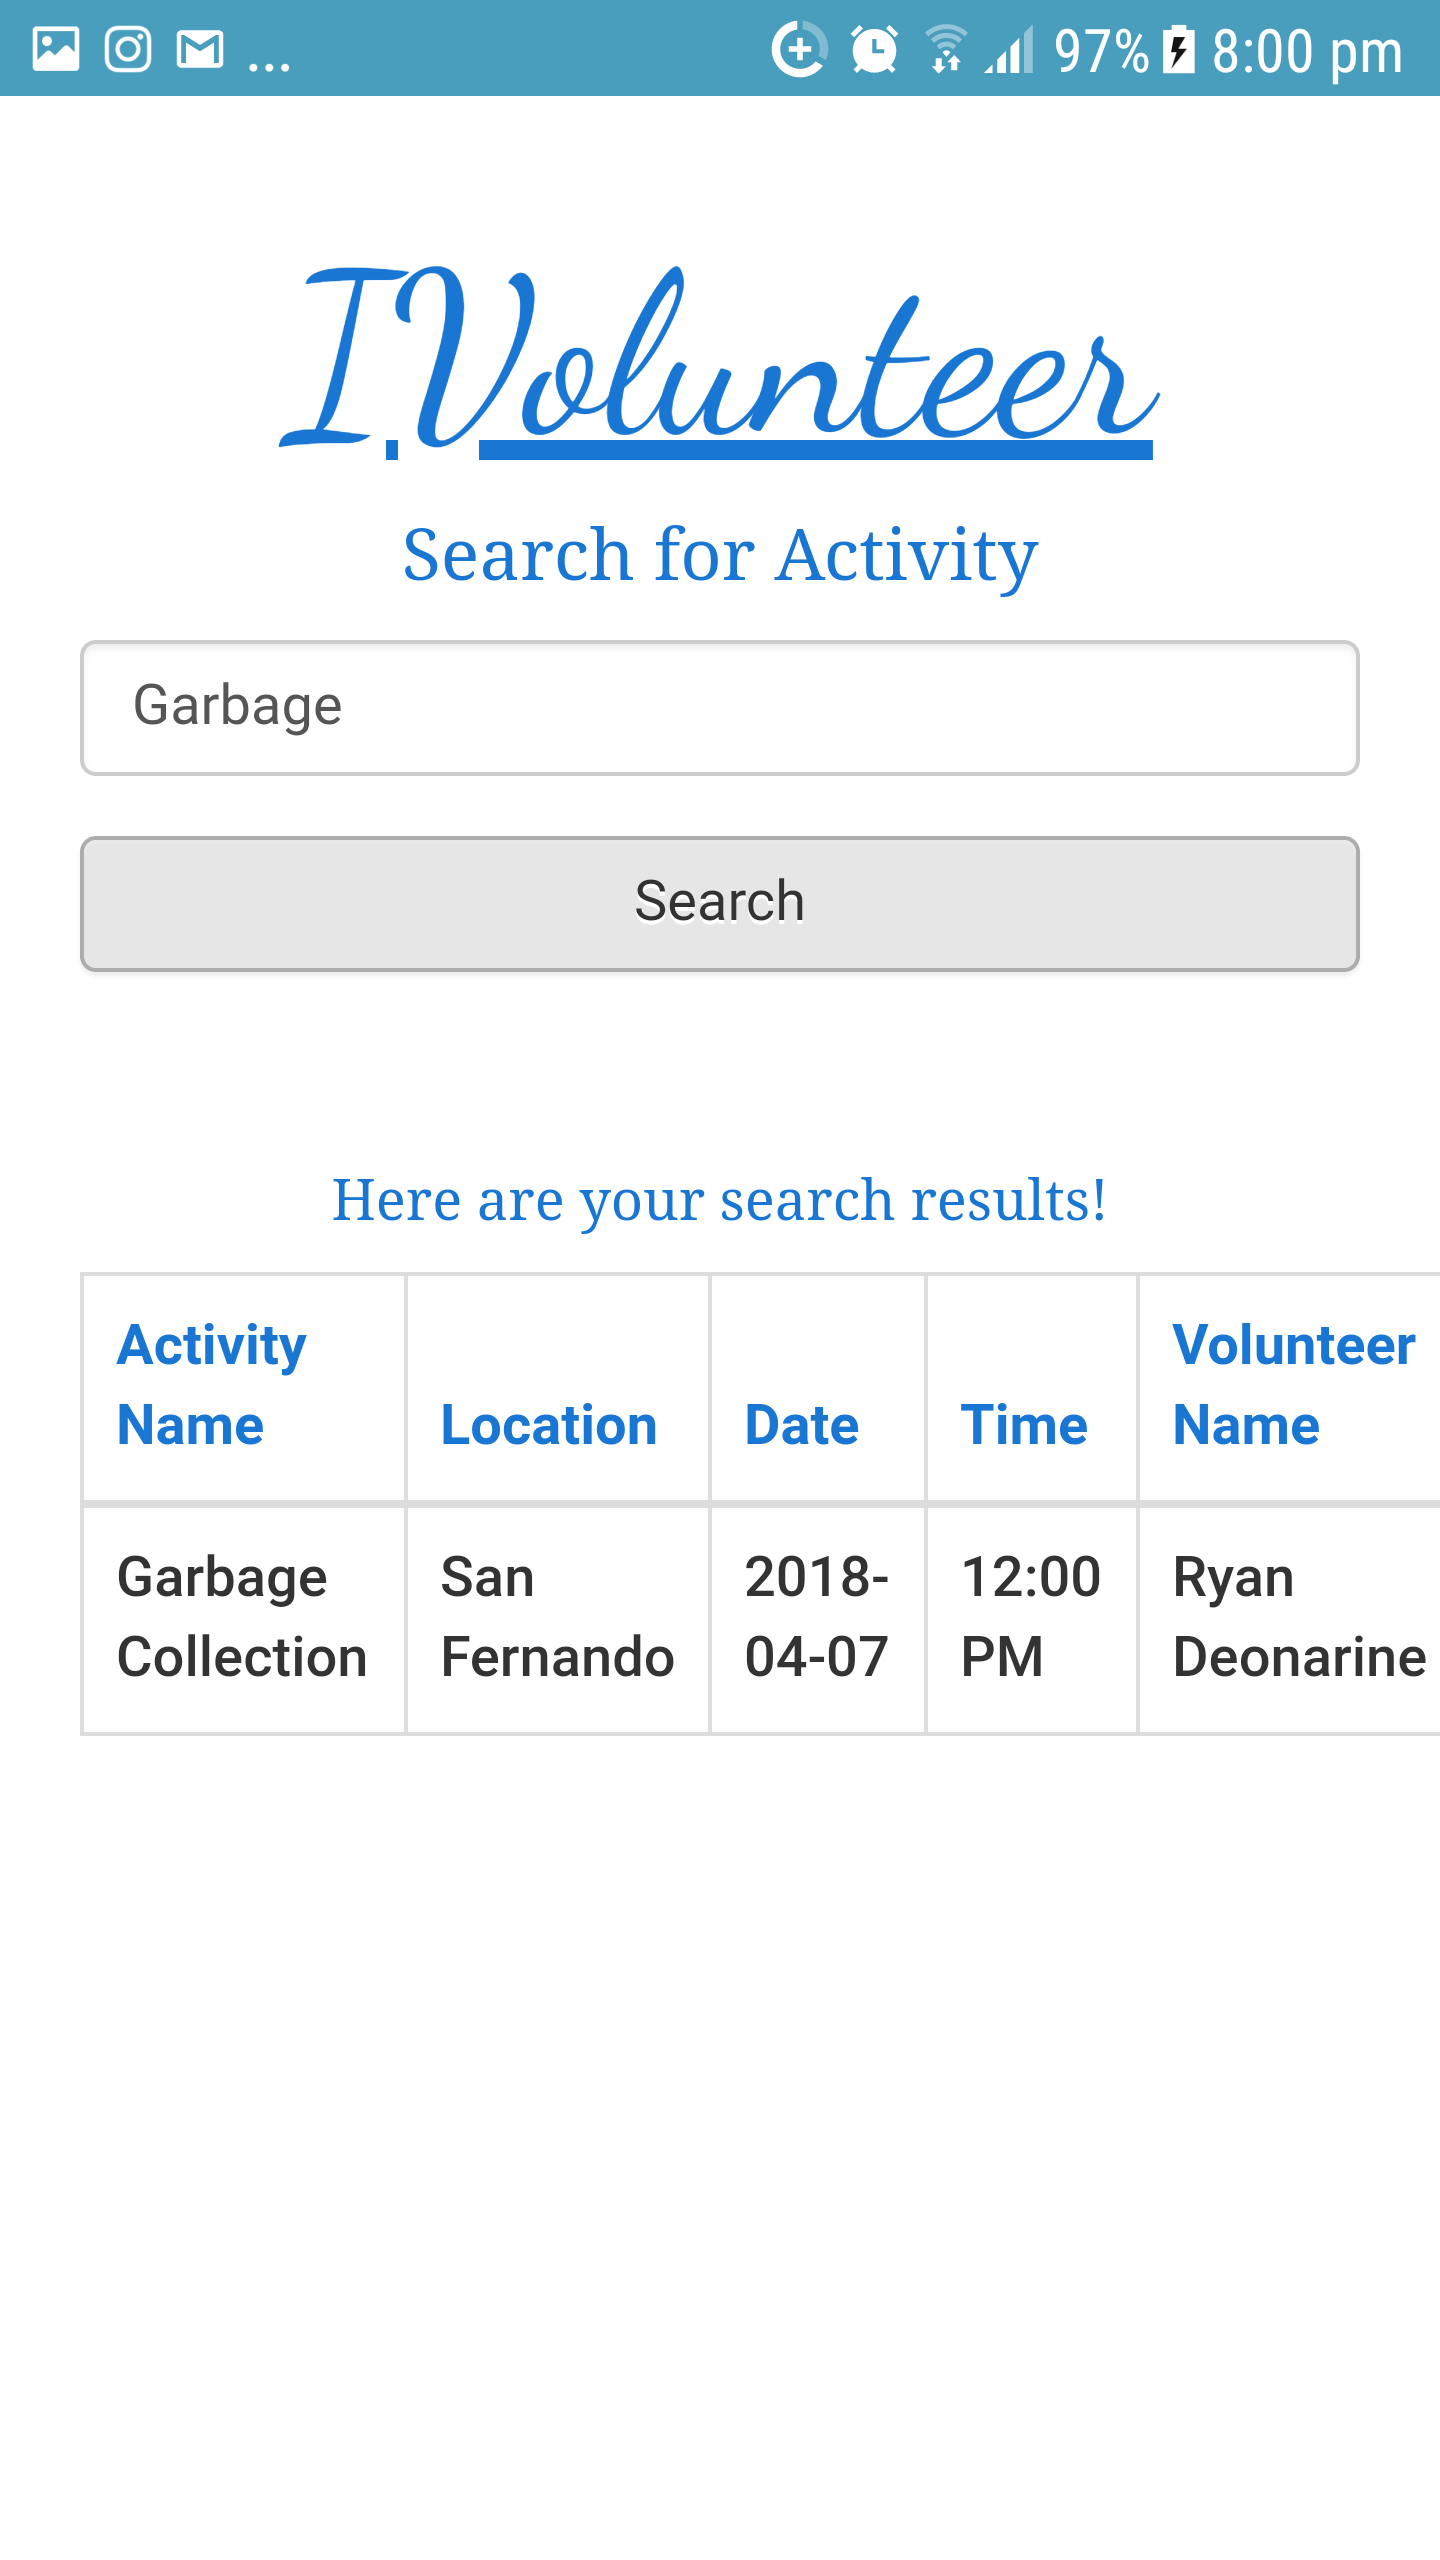 ... 97% 8:00 pm
IVolunteer
Search for Activity
Garbage
Search
Here are your search results!
Activity Name Location Date Time Volunteer Name
Garbage Collection San Fernando 2018-04-07 12:00 PM Ryan Deonarine